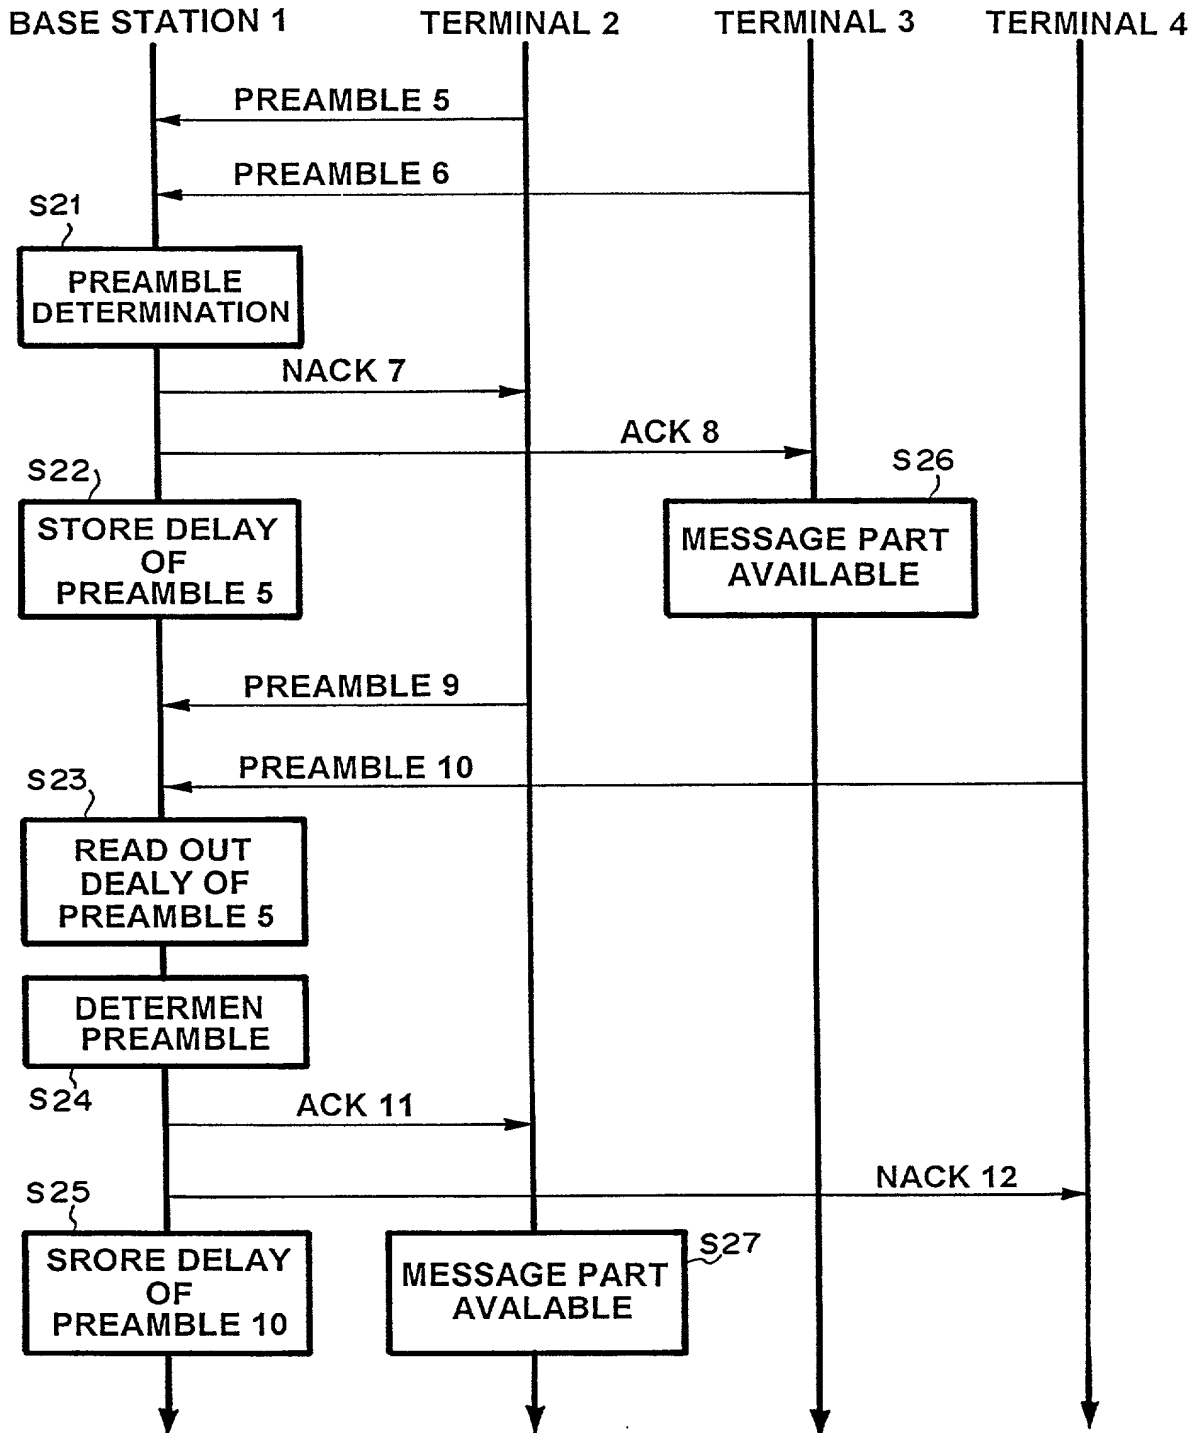 BASE STATION 1
TERMINAL 2
TERMINAL 3
TERMINAL 4
PREAMBLE 5
PREAMBLE 6
S21
PREAMBLE
DETERMINATION
NACK 7
ACK 8
S22
STORE DELAY
OF
PREAMBLE 5
S26
MESSAGE PART
AVAILABLE
PREAMBLE 9
PREAMBLE 10
S23
READ OUT
DEALY OF
PREAMBLE 5
DETERMEN
PREAMBLE
S24
ACK 11
NACK 12
S25
SRORE DELAY
OF
PREAMBLE 10
MESSAGE PART
AVALABLE
S27